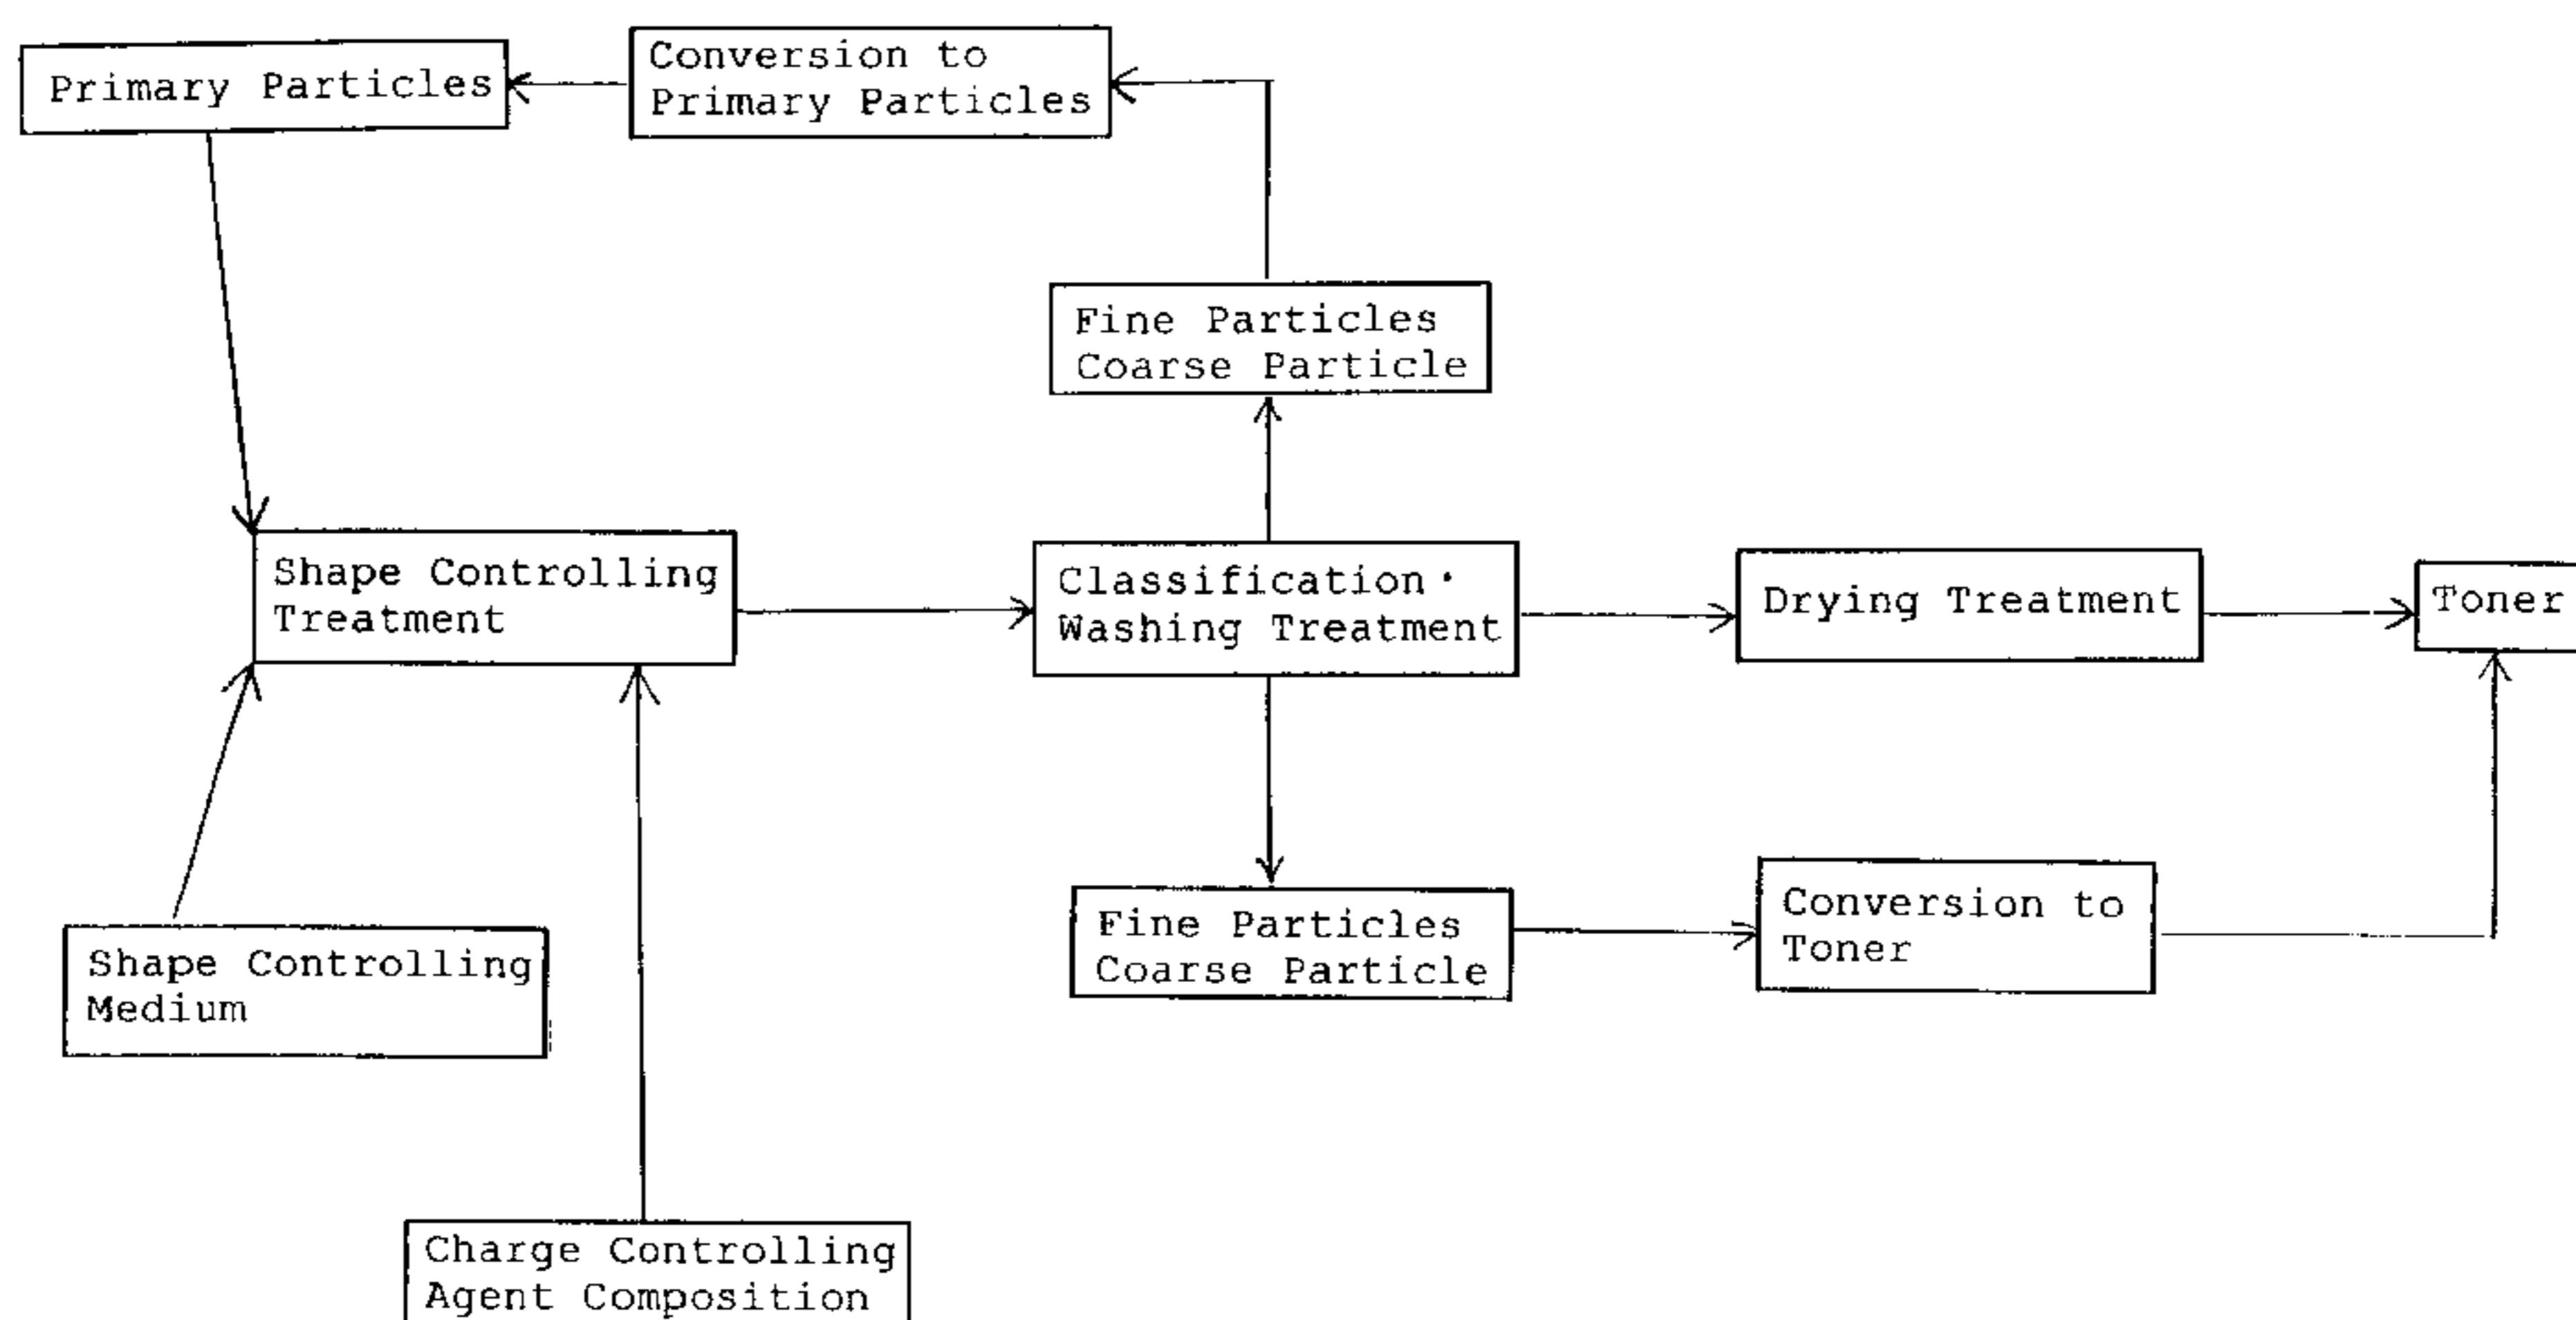 Primary Particles
Conversion to
Primary Particles
Fine Particles
Coarse Particle
Shape Controlling
Treatment
Classification·
Washing Treatment
Drying Treatment
Toner
Shape Controlling
Medium
Fine Particles
Coarse Particle
Conversion to
Toner
Charge Controlling
Agent Composition